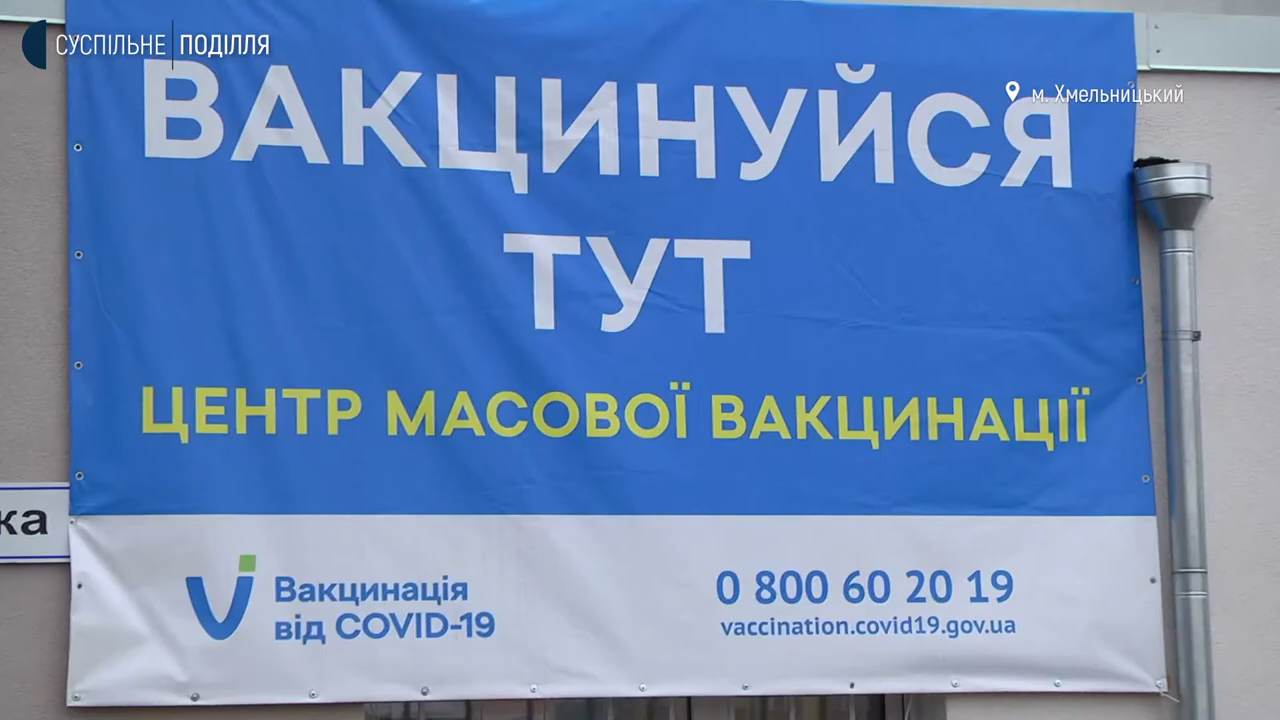 СУСПІЛЬНЕ ПОДІЛЛЯ
м. Хмельницький
ВАКЦИНУЙСЯ
ТУТ
ЦЕНТР МАСОВОЇ ВАКЦИНАЦІЇ
ка
Вакцинація
від COVID-19
0 800 60 20 19
vaccination.covid19.gov.ua